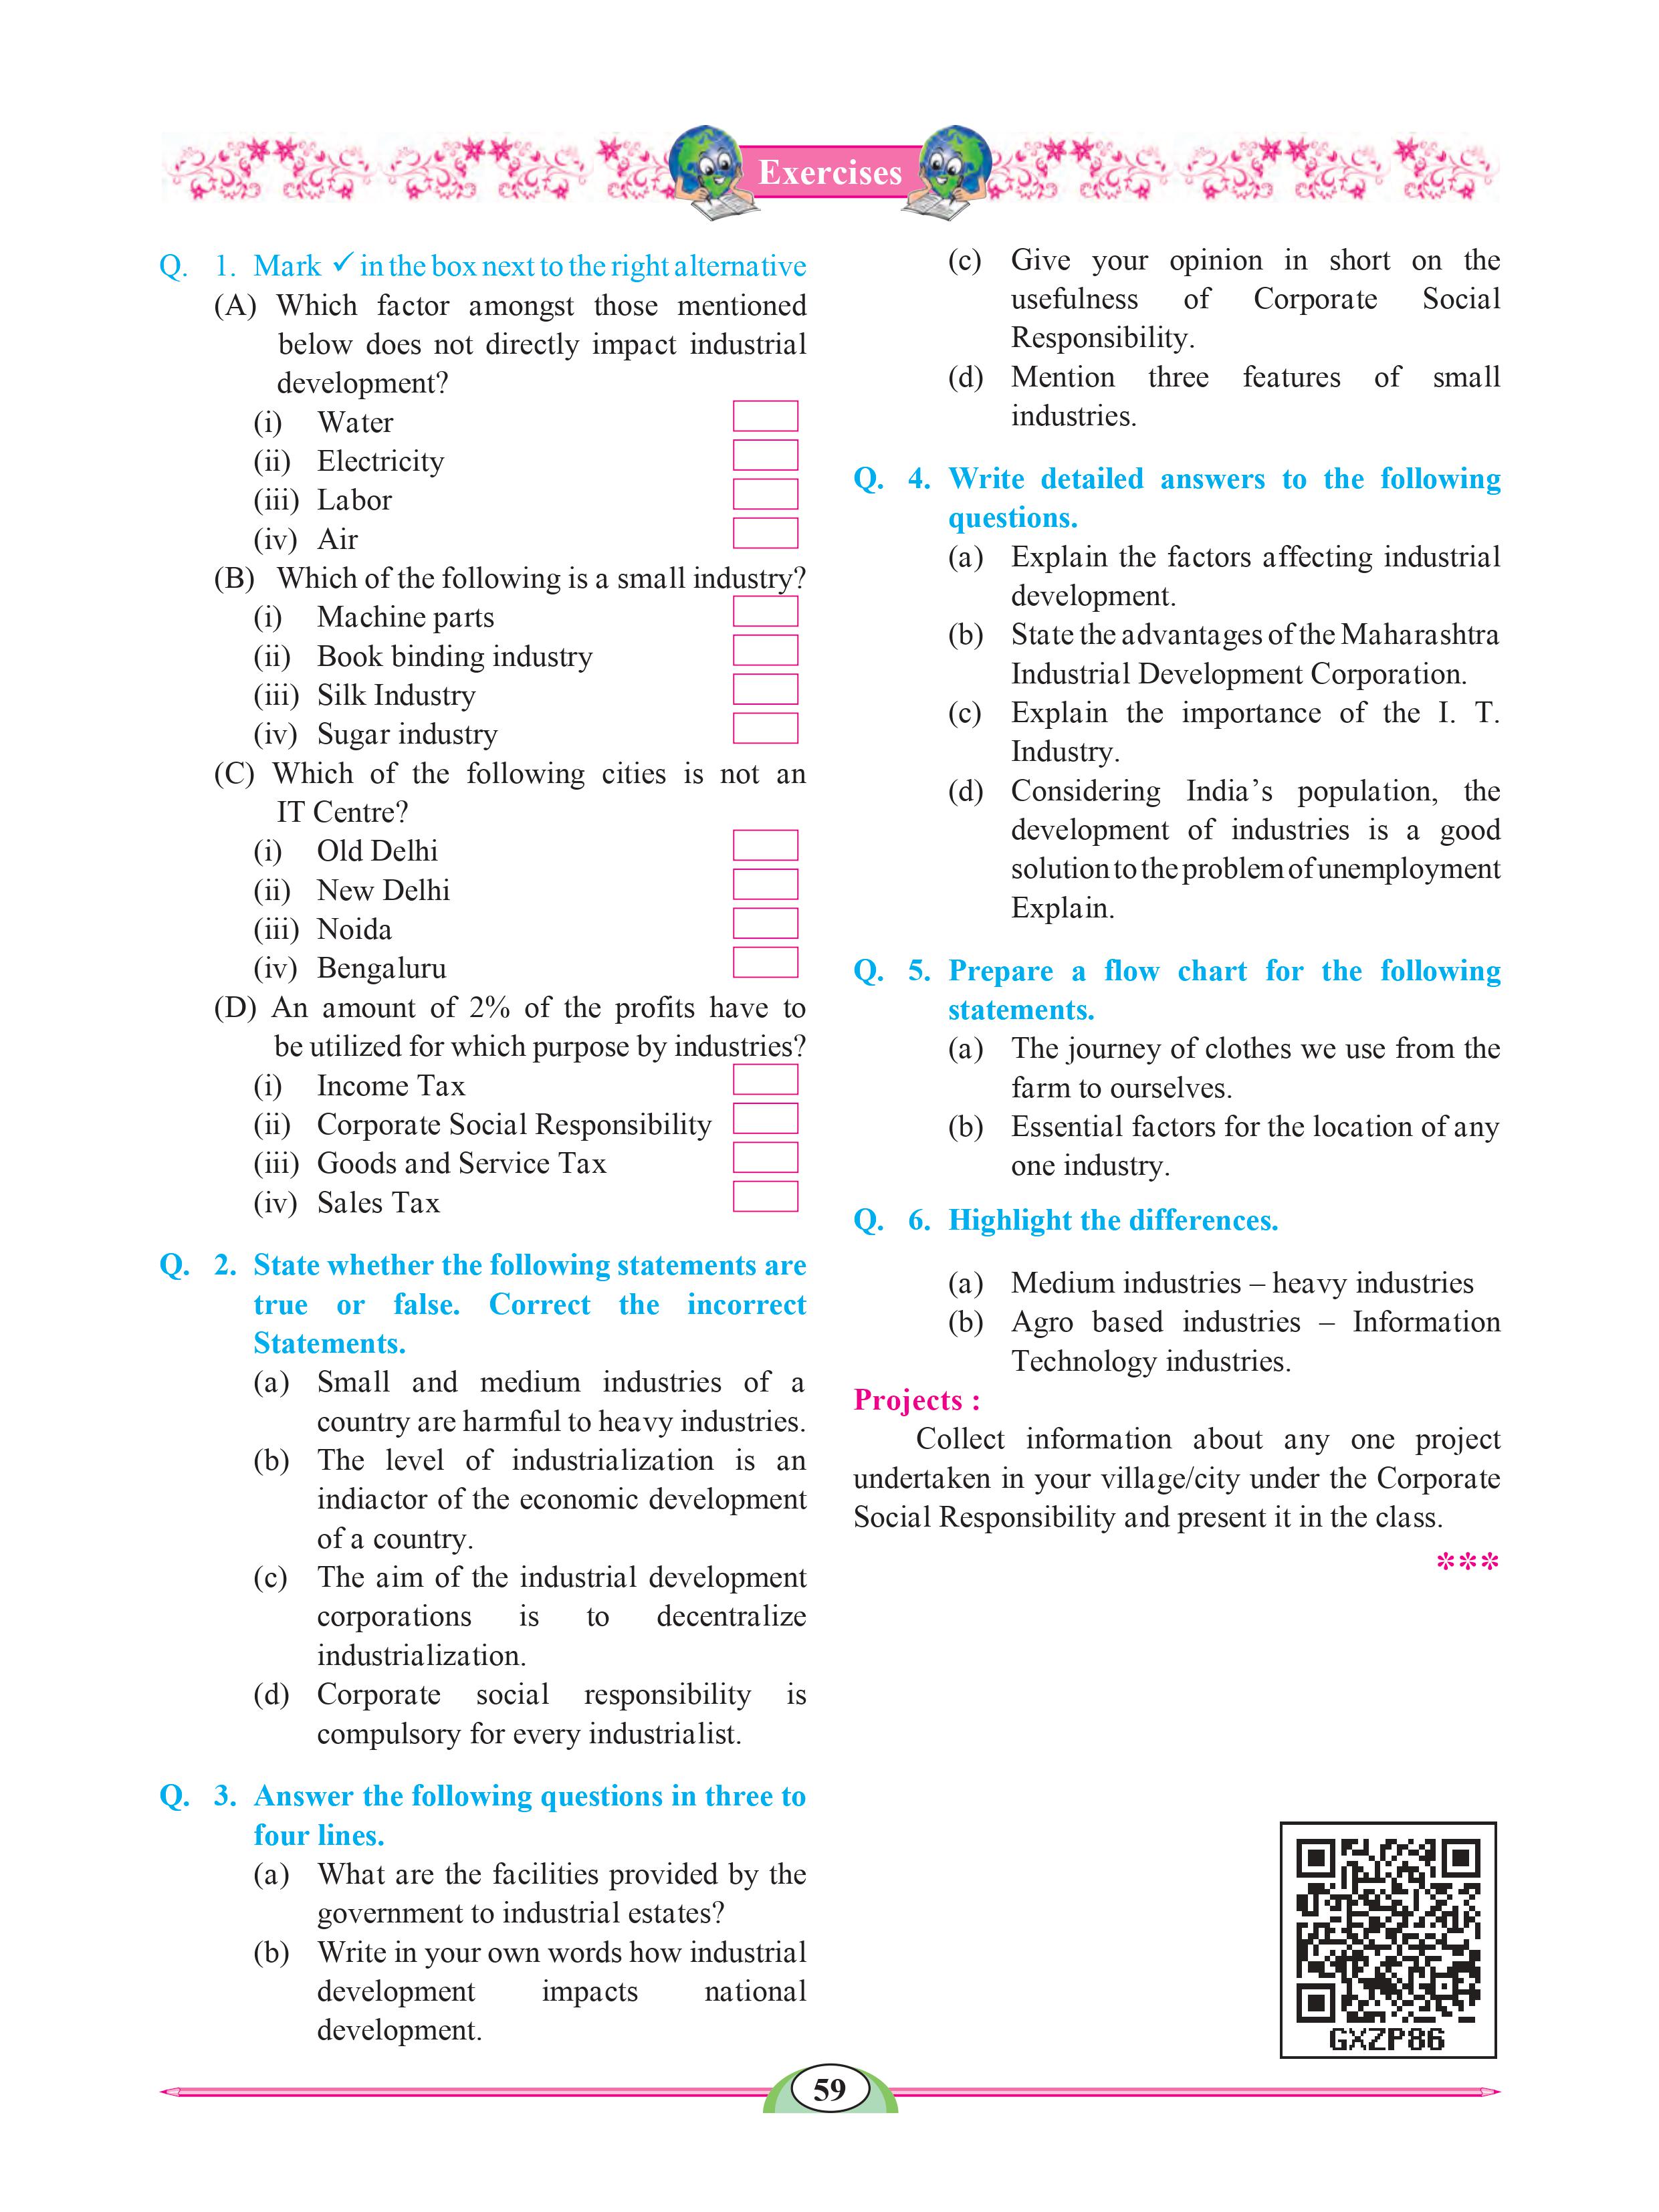 Exercises
Q. 1. Mark ✓ in the box next to the right alternative
(A) Which factor amongst those mentioned
below does not directly impact industrial
development?
(i) Water
(ii) Electricity
(iii) Labor
(iv) Air
(B) Which of the following is a small industry?
(i) Machine parts
(ii) Book binding industry
(iii) Silk Industry
(iv) Sugar industry
(C) Which of the following cities is not an
IT Centre?
(i) Old Delhi
(ii) New Delhi
(iii) Noida
(iv) Bengaluru
(D) An amount of 2% of the profits have to
be utilized for which purpose by industries?
(i) Income Tax
(ii) Corporate Social Responsibility
(iii) Goods and Service Tax
(iv) Sales Tax
Q. 2. State whether the following statements are
true or false. Correct the incorrect
Statements.
(a) Small and medium industries of a
country are harmful to heavy industries.
(b) The level of industrialization is an
indiactor of the economic development
of a country.
(c) The aim of the industrial development
corporations is to decentralize
industrialization.
(d) Corporate social responsibility is
compulsory for every industrialist.
Q. 3. Answer the following questions in three to
four lines.
(a) What are the facilities provided by the
government to industrial estates?
(b) Write in your own words how industrial
development impacts national
development.
(c) Give your opinion in short on the
usefulness of Corporate Social
Responsibility.
(d) Mention three features of small
industries.
Q. 4. Write detailed answers to the following
questions.
(a) Explain the factors affecting industrial
development.
(b) State the advantages of the Maharashtra
Industrial Development Corporation.
(c) Explain the importance of the I. T.
Industry.
(d) Considering India’s population, the
development of industries is a good
solution to the problem of unemployment
Explain.
Q. 5. Prepare a flow chart for the following
statements.
(a) The journey of clothes we use from the
farm to ourselves.
(b) Essential factors for the location of any
one industry.
Q. 6. Highlight the differences.
(a) Medium industries – heavy industries
(b) Agro based industries – Information
Technology industries.
Projects :
Collect information about any one project
undertaken in your village/city under the Corporate
Social Responsibility and present it in the class.
***
GXZP86
59